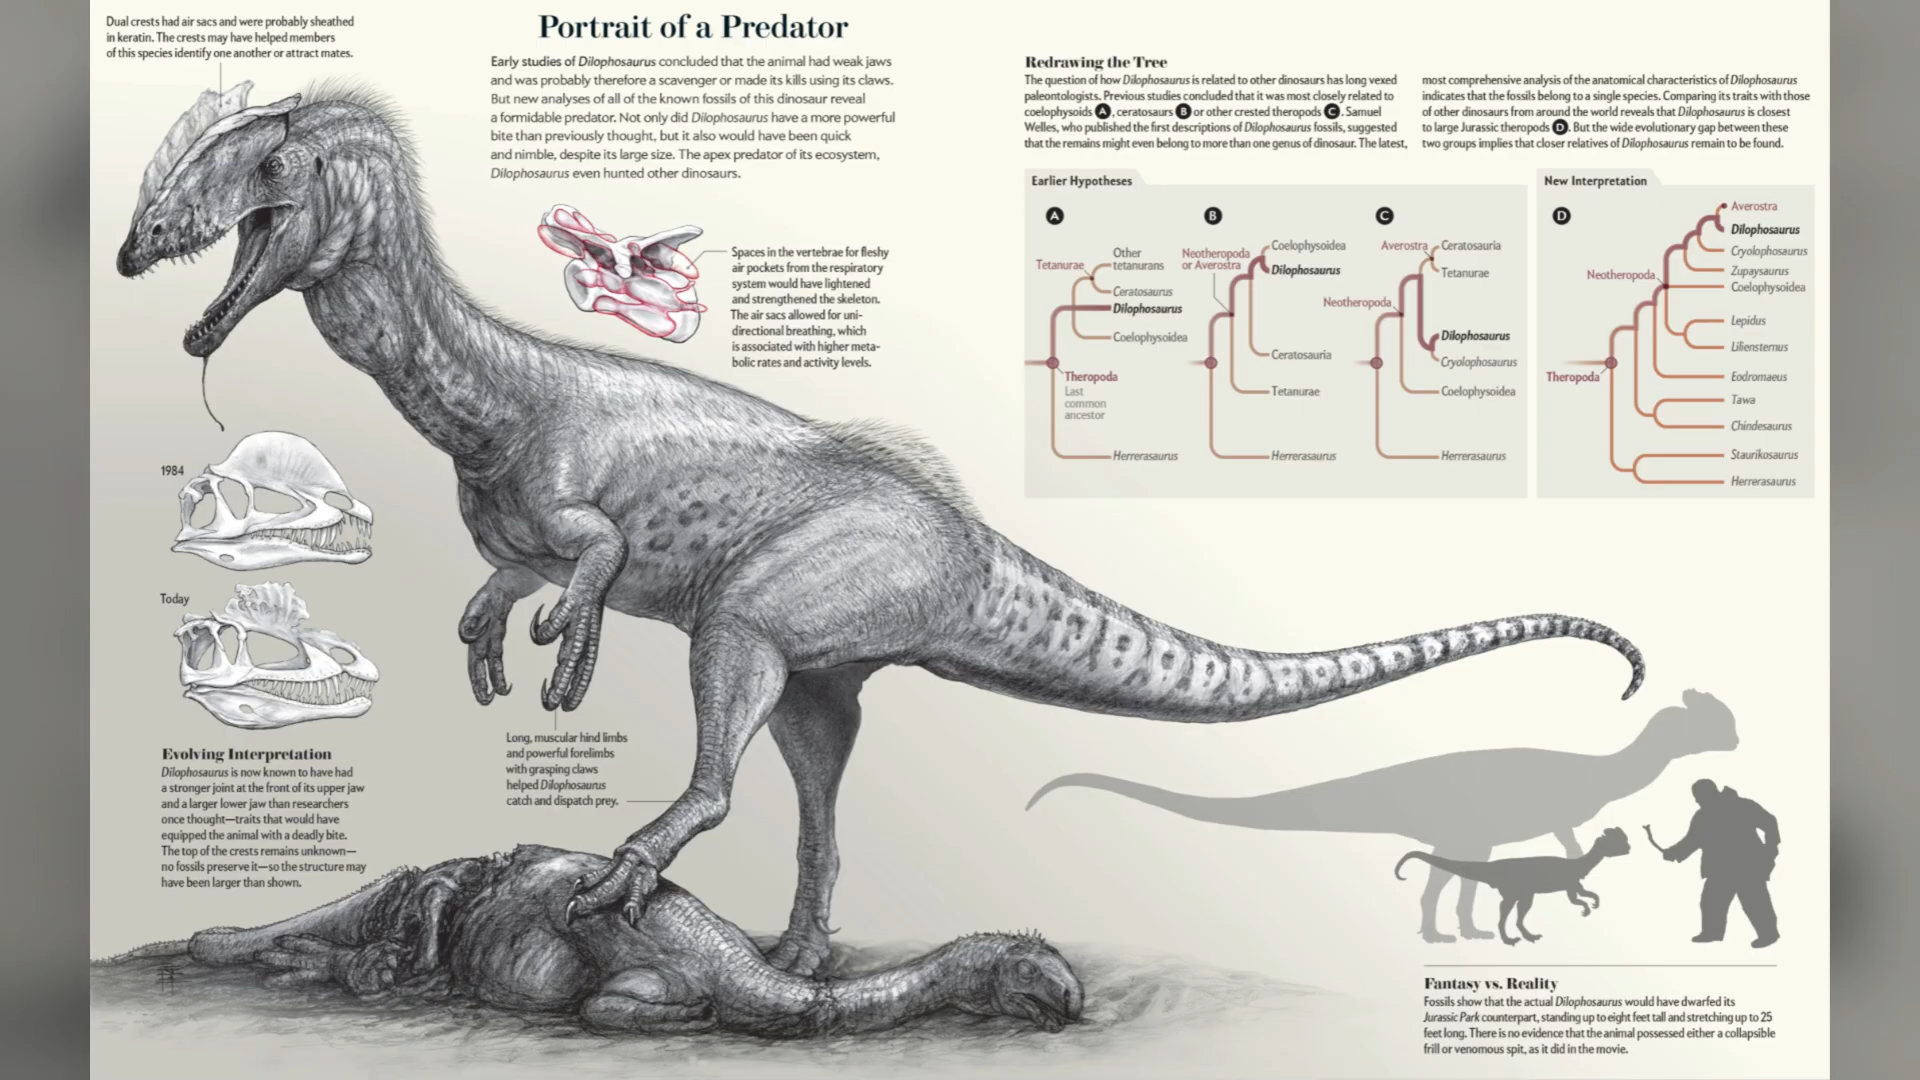 Dual crests had air sacs and were probably sheathed
in keratin. The crests may have helped members
of this species identify one another or attract mates.
Portrait of a Predator
Early studies of Dilophosaurus concluded that the animal had weak jaws
and was probably therefore a scavenger or made its kills using its claws.
But new analyses of all of the known fossils of this dinosaur reveal
a formidable predator. Not only did Dilophosaurus have a more powerful
bite than previously thought, but it also would have been quick
and nimble, despite its large size. The apex predator of its ecosystem,
Dilophosaurus even hunted other dinosaurs.
Spaces in the vertebrae for fleshy
air pockets from the respiratory
system would have lightened
and strengthened the skeleton.
The air sacs allowed for uni-
directional breathing, which
is associated with higher meta-
bolic rates and activity levels.
Redrawing the Tree
The question of how Dilophosaurus is related to other dinosaurs has long vexed
paleontologists. Previous studies concluded that it was most closely related to
coelophysoids A, ceratosaurs B or other crested theropods C. Samuel
Welles, who published the first descriptions of Dilophosaurus fossils, suggested
that the remains might even belong to more than one genus of dinosaur. The latest,
most comprehensive analysis of the anatomical characteristics of Dilophosaurus
indicates that the fossils belong to a single species. Comparing its traits with those
of other dinosaurs from around the world reveals that Dilophosaurus is closest
to large Jurassic theropods D. But the wide evolutionary gap between these
two groups implies that closer relatives of Dilophosaurus remain to be found.
Earlier Hypotheses
A
Tetanurae
Other
tetanurans
Ceratosaurus
Dilophosaurus
Coelophysoidea
Theropoda
Last
common
ancestor
Herrerasaurus
B
Neotheropoda
or Averostra
Coelophysoidea
Dilophosaurus
Ceratosauria
Tetanurae
Herrerasaurus
C
Averostra
Ceratosauria
Tetanurae
Neotheropoda
Dilophosaurus
Cryolophosaurus
Coelophysoidea
Herrerasaurus
New Interpretation
D
Averostra
Dilophosaurus
Cryolophosaurus
Zupaysaurus
Neotheropoda
Coelophysoidea
Lepidus
Liliensternus
Theropoda
Eodromaeus
Tawa
Chindesaurus
Staurikosaurus
Herrerasaurus
1984
Today
Evolving Interpretation
Dilophosaurus is now known to have had
a stronger joint at the front of its upper jaw
and a larger lower jaw than researchers
once thought—traits that would have
equipped the animal with a deadly bite.
The top of the crests remains unknown—
no fossils preserve it—so the structure may
have been larger than shown.
Long, muscular hind limbs
and powerful forelimbs
with grasping claws
helped Dilophosaurus
catch and dispatch prey.
Fantasy vs. Reality
Fossils show that the actual Dilophosaurus would have dwarfed its
Jurassic Park counterpart, standing up to eight feet tall and stretching up to 25
feet long. There is no evidence that the animal possessed either a collapsible
frill or venomous spit, as it did in the movie.